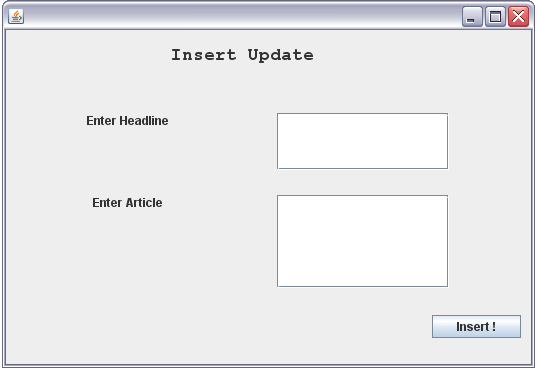 Insert Update
Enter Headline
Enter Article
Insert !